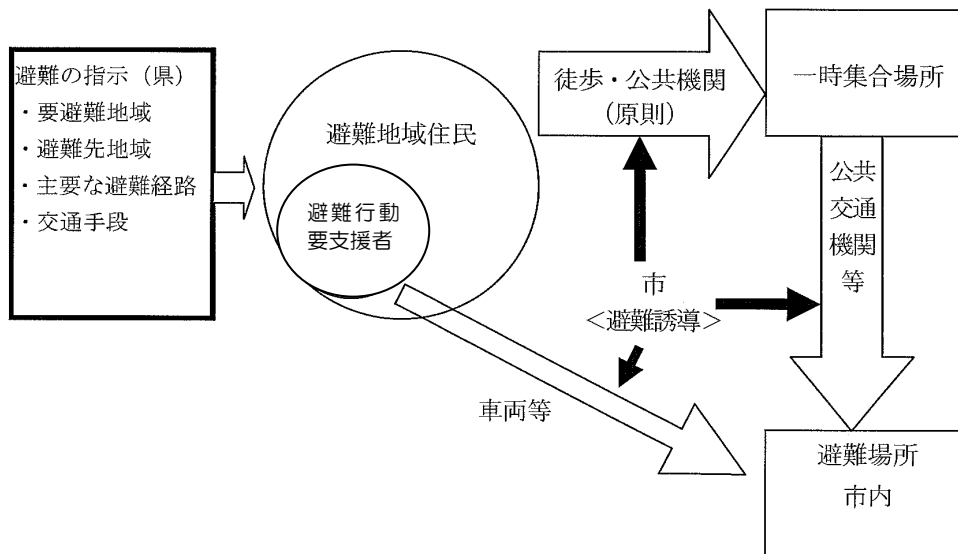 避難の指示（県）
・要避難地域
・避難先地域
・主要な避難経路
・交通手段
避難地域住民
避難行動
要支援者
徒歩・公共機関
（原則）
一時集合場所
公共
交通
機関
等
市
＜避難誘導＞
車両等
避難場所
市内